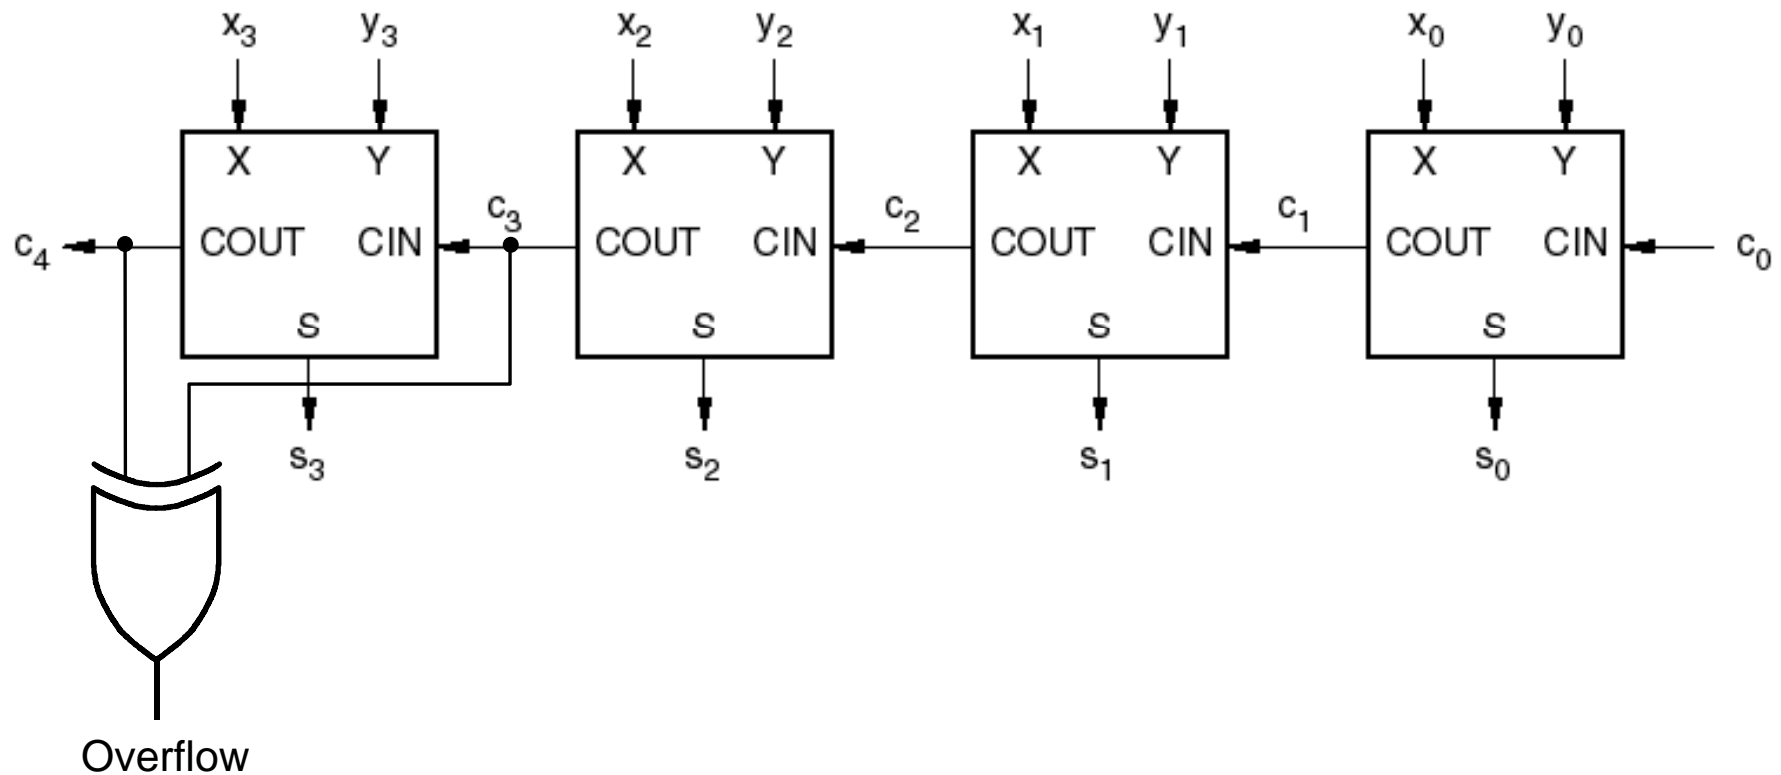 x3 y3 x2 y2 x1 y1 x0 y0
X Y X Y X Y X Y
c3 c2 c1
c4 COUT CIN COUT CIN COUT CIN COUT CIN c0
S S S S
s3 s2 s1 s0
Overflow